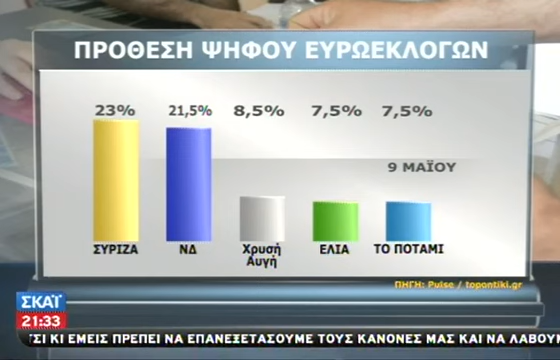 ΠΡΟΘΕΣΗ ΨΗΦΟΥ ΕΥΡΩΕΚΛΟΓΩΝ
23% 21,5% 8,5% 7,5% 7,5%
9 ΜΑΪΟΥ
ΣΥΡΙΖΑ ΝΔ Χρυσή Αυγή ΕΛΙΑ ΤΟ ΠΟΤΑΜΙ
ΠΗΓΗ: Pulse / topontiki.gr
ΣΚΑΪ
21:33
ΤΣΙ ΚΙ ΕΜΕΙΣ ΠΡΕΠΕΙ ΝΑ ΕΠΑΝΕΞΕΤΑΣΟΥΜΕ ΤΟΥΣ ΚΑΝΟΝΕΣ ΜΑΣ ΚΑΙ ΝΑ ΛΑΒΟΥ